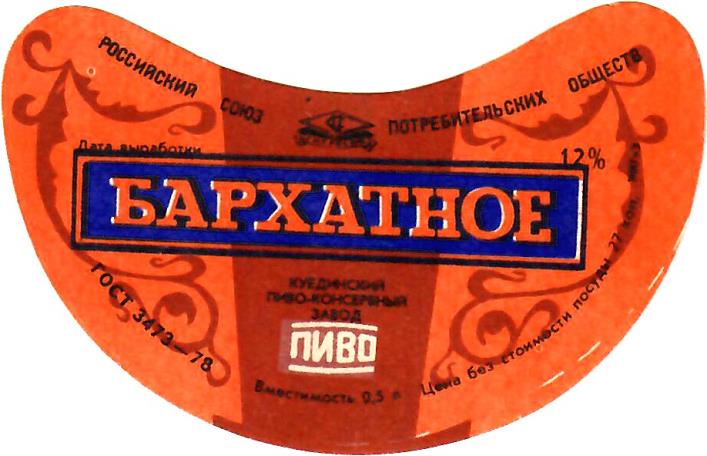 РОССИЙСКИЙ СОЮЗ ПОТРЕБИТЕЛЬСКИХ ОБЩЕСТВ
Дата выработки
12%
БАРХАТНОЕ
КУЕДИНСКИЙ
ПИВО-КОНСЕРВНЫЙ
ЗАВОД
ПИВО
ГОСТ 3473—78
Вместимость 0,5 л
Цена без стоимости посуды 27 коп.